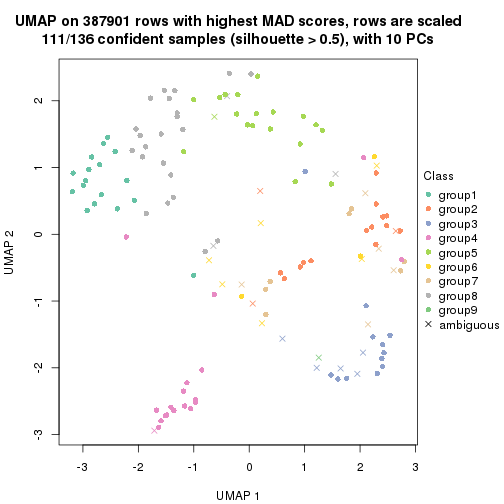 UMAP on 387901 rows with highest MAD scores, rows are scaled
111/136 confident samples (silhouette > 0.5), with 10 PCs
2
1
0
-1
-2
-3
UMAP 2
-3
-2
-1
0
1
2
3
UMAP 1
Class
group1
group2
group3
group4
group5
group6
group7
group8
group9
ambiguous